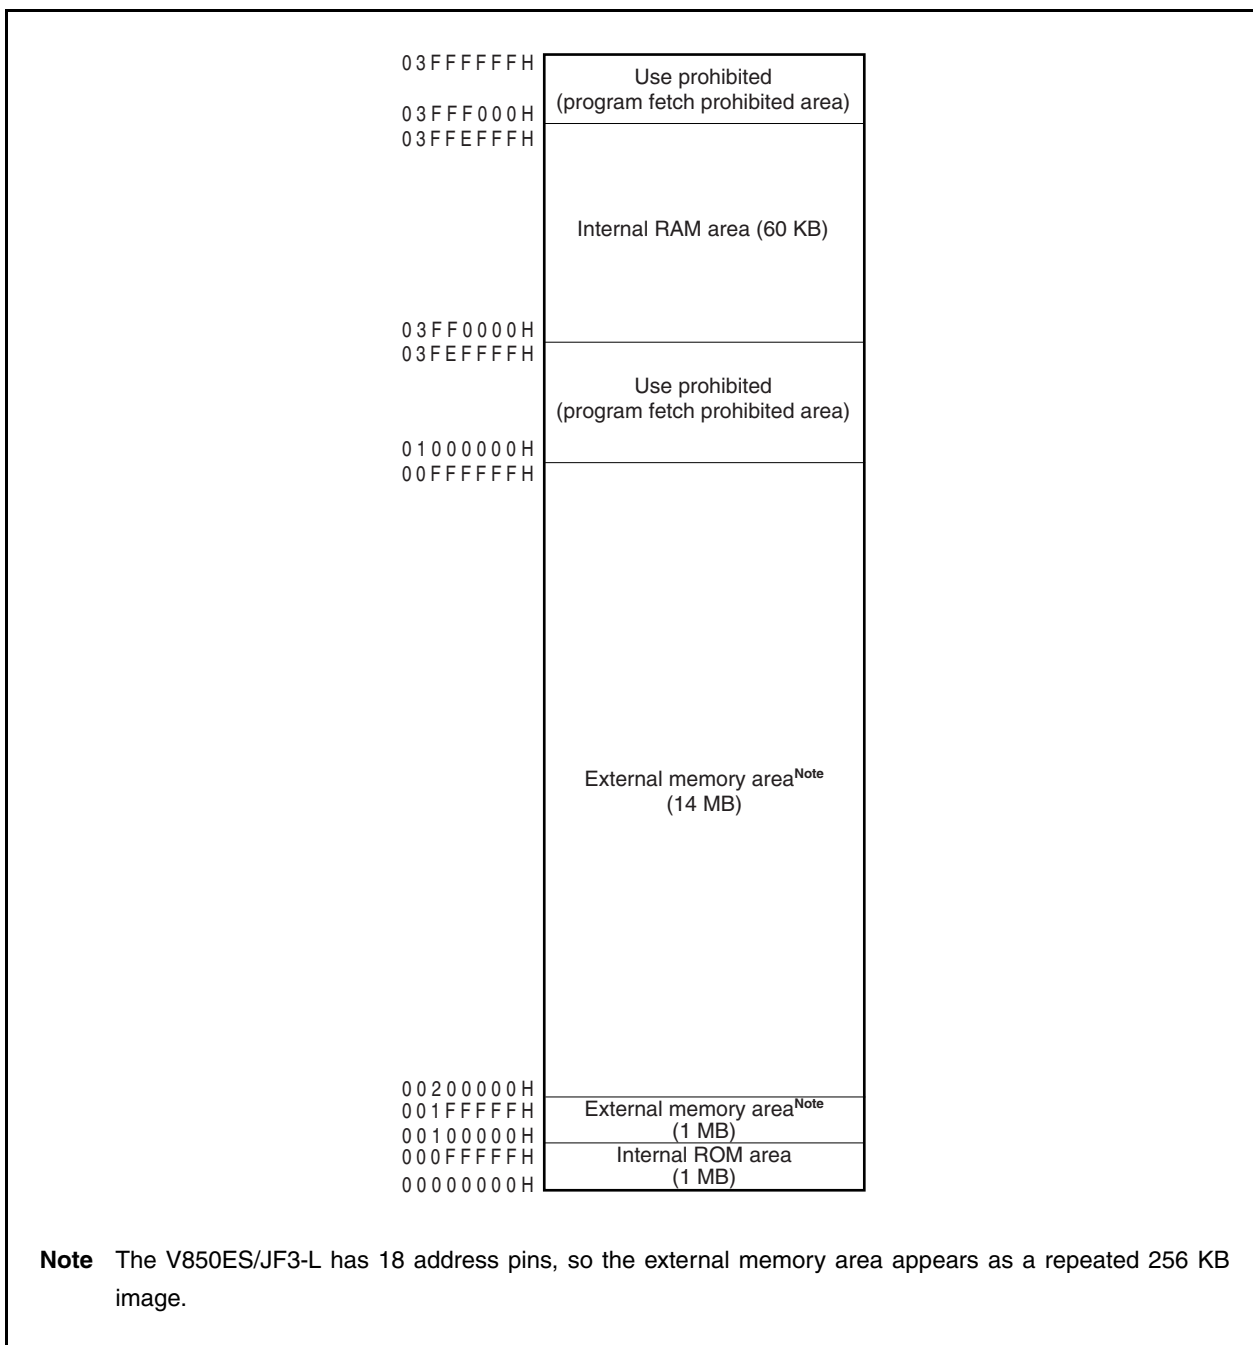 03FFFFFFH
Use prohibited
(program fetch prohibited area)
03FFF000H
03FFEFFFH
Internal RAM area (60 KB)
03FF0000H
03FEFFFFH
Use prohibited
(program fetch prohibited area)
01000000H
00FFFFFFH
External memory areaNote
(14 MB)
00200000H
001FFFFFH
External memory areaNote
(1 MB)
00100000H
000FFFFFH
Internal ROM area
(1 MB)
00000000H
Note The V850ES/JF3-L has 18 address pins, so the external memory area appears as a repeated 256 KB
image.